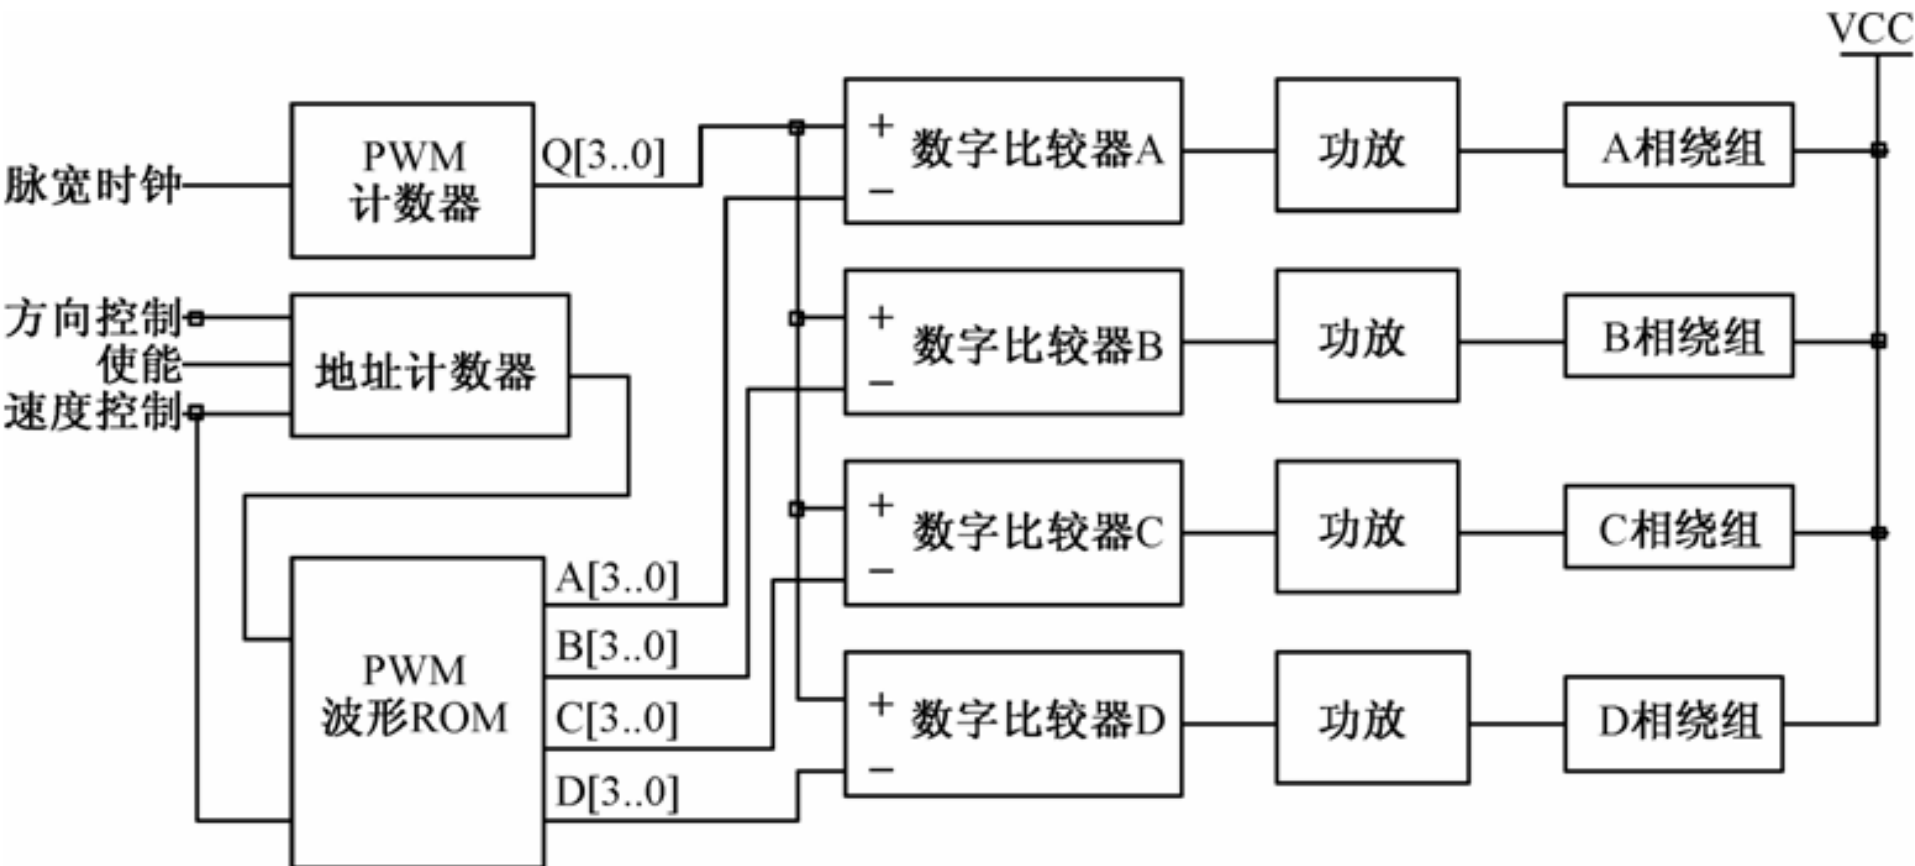 VCC
脉宽时钟
PWM
计数器
Q[3..0]
+
−
数字比较器A
功放
A相绕组
方向控制
使能
速度控制
地址计数器
+
−
数字比较器B
功放
B相绕组
+
−
数字比较器C
功放
C相绕组
PWM
波形ROM
A[3..0]
B[3..0]
C[3..0]
D[3..0]
+
−
数字比较器D
功放
D相绕组